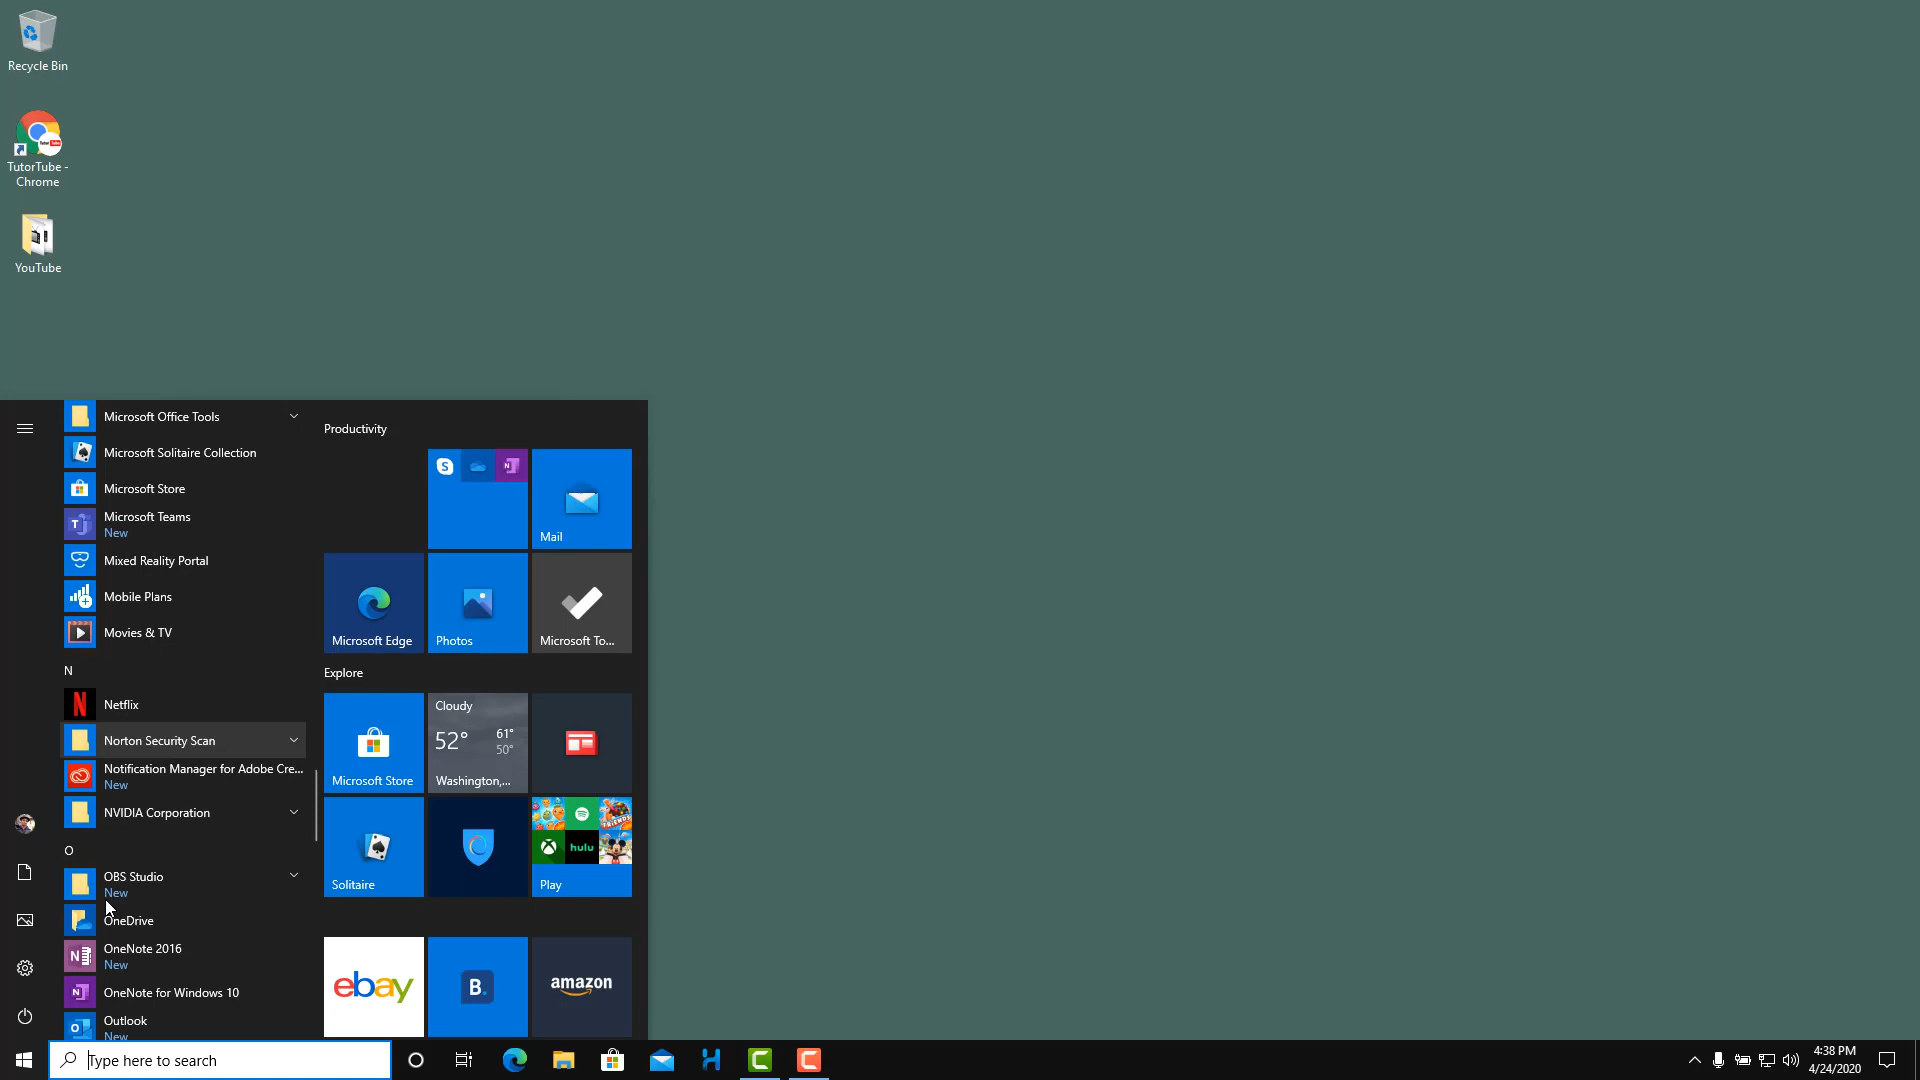 Recycle Bin
TutorTube -
Chrome
YouTube
Microsoft Office Tools
Microsoft Solitaire Collection
Microsoft Store
Microsoft Teams
New
Mixed Reality Portal
Mobile Plans
Movies & TV
N
Netflix
Norton Security Scan
Notification Manager for Adobe Cre...
New
NVIDIA Corporation
O
OBS Studio
New
OneDrive
OneNote 2016
New
OneNote for Windows 10
Outlook
New
Productivity
Mail
Microsoft Edge
Photos
Microsoft To...
Explore
Microsoft Store
Cloudy
52°
61°
50°
Washington,...
Solitaire
hulu
Play
ebay
B.
amazon
Type here to search
4:38 PM
4/24/2020